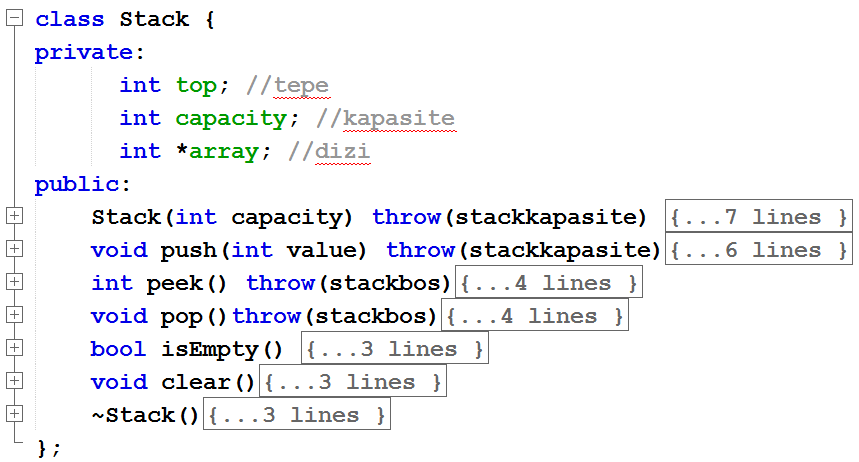 class Stack {
private:
int top; //tepe
int capacity; //kapasite
int *array; //dizi
public:
Stack(int capacity) throw(stackkapasite) {...7 lines }
void push(int value) throw(stackkapasite){...6 lines }
int peek() throw(stackbos){...4 lines }
void pop()throw(stackbos){...4 lines }
bool isEmpty() {...3 lines }
void clear(){...3 lines }
~Stack(){...3 lines }
};